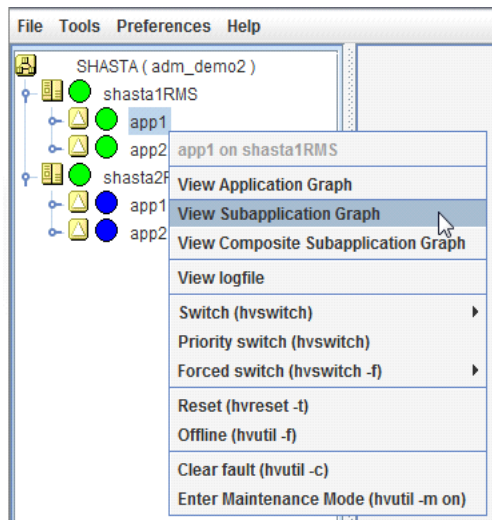 File Tools Preferences Help
SHASTA ( adm_demo2 )
shasta1RMS
app1
app2
app1 on shasta1RMS
shasta2R
View Application Graph
app1
View Subapplication Graph
app2
View Composite Subapplication Graph
View logfile
Switch (hvswitch)
Priority switch (hvswitch)
Forced switch (hvswitch -f)
Reset (hvreset -t)
Offline (hvutil -f)
Clear fault (hvutil -c)
Enter Maintenance Mode (hvutil -m on)